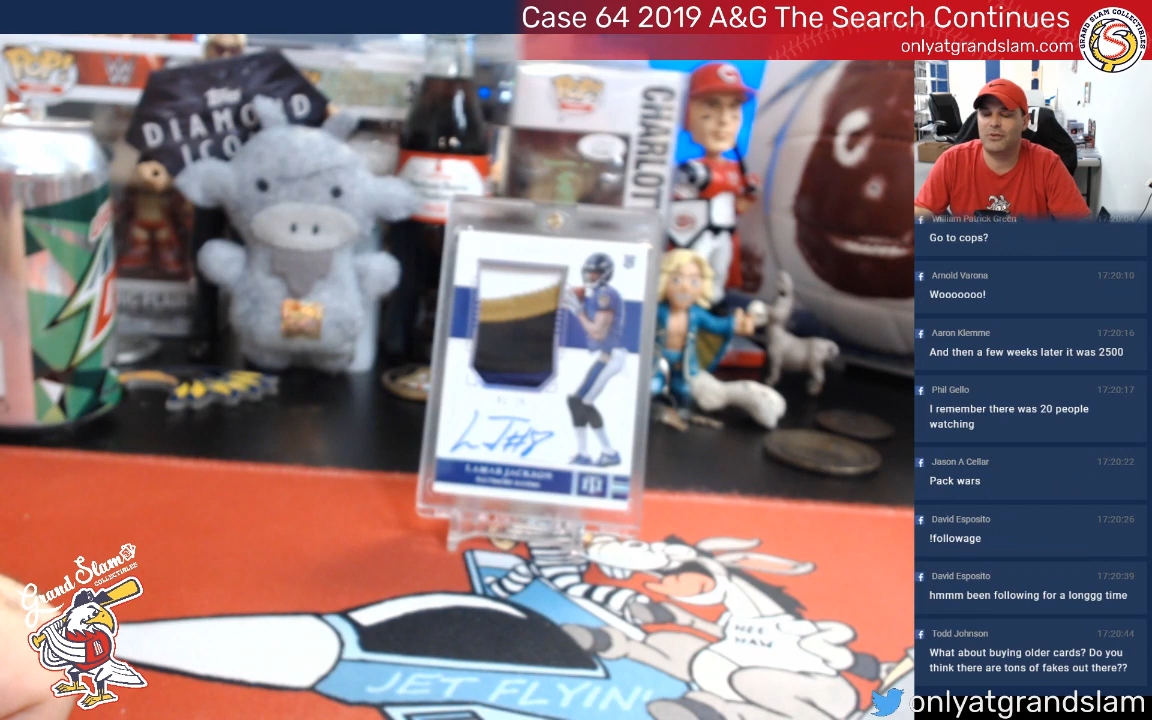 Case 64 2019 A&G The Search Continues
onlyatgrandslam.com
GRAND SLAM COLLECTIBLES
POP!
Topps
DIAMOND
ICO
CHARLOT
LAMAR JACKSON
Grand Slam
COLLECTIBLES
HEE
HAW
JET FLYIN'
William Patrick Green
Go to cops?
Arnold Varona 17:20:10
Wooooooo!
Aaron Klemme 17:20:16
And then a few weeks later it was 2500
Phil Gello 17:20:17
I remember there was 20 people
watching
Jason A Cellar 17:20:22
Pack wars
David Esposito 17:20:26
!followage
David Esposito 17:20:39
hmmm been following for a longgg time
Todd Johnson 17:20:44
What about buying older cards? Do you
think there are tons of fakes out there??
onlyatgrandslam